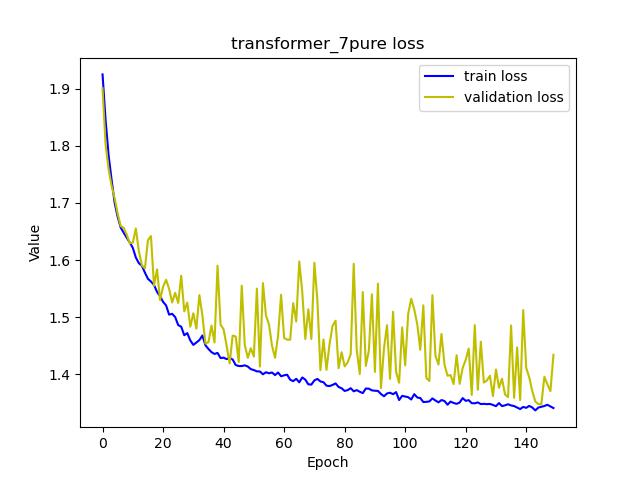 transformer_7pure loss
train loss
validation loss
Value
1.9
1.8
1.7
1.6
1.5
1.4
0 20 40 60 80 100 120 140
Epoch